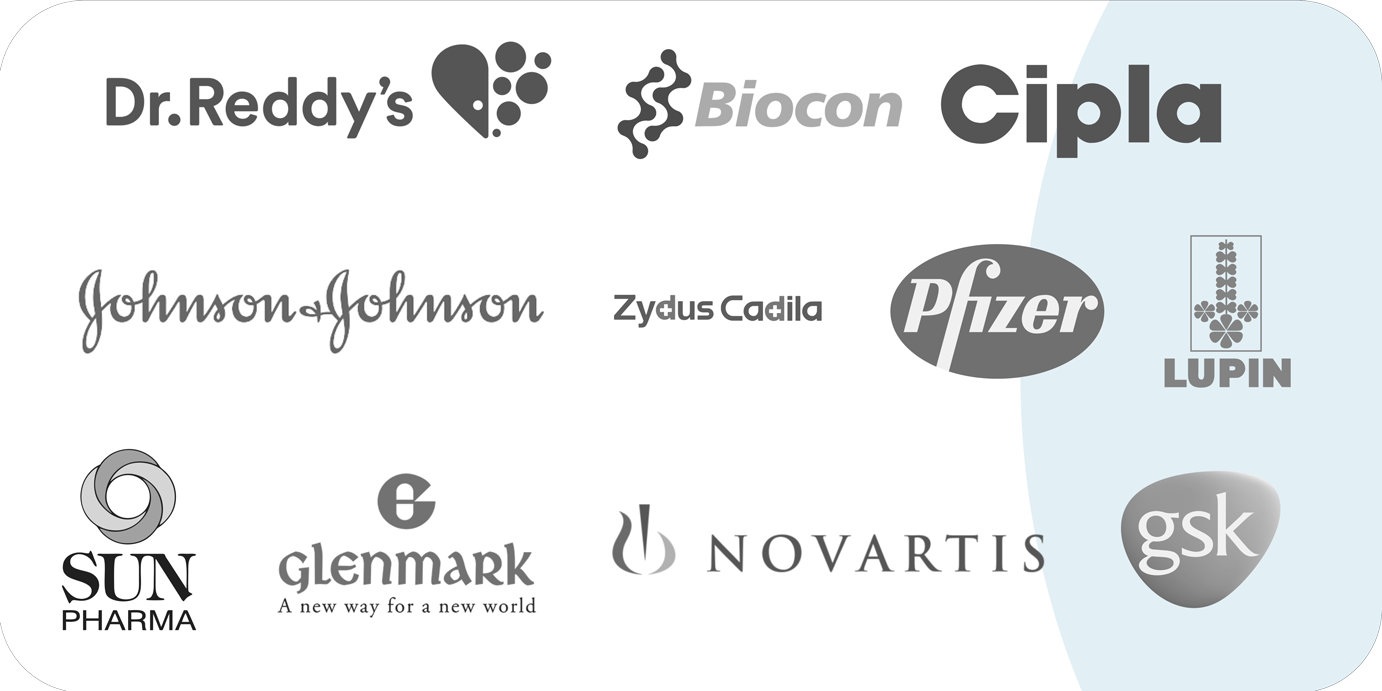 Dr.Reddy's
Biocon
Cipla
Johnson & Johnson
Zydus Cadila
Pfizer
LUPIN
SUN
PHARMA
GLENMARK
A new way for a new world
NOVARTIS
gsk